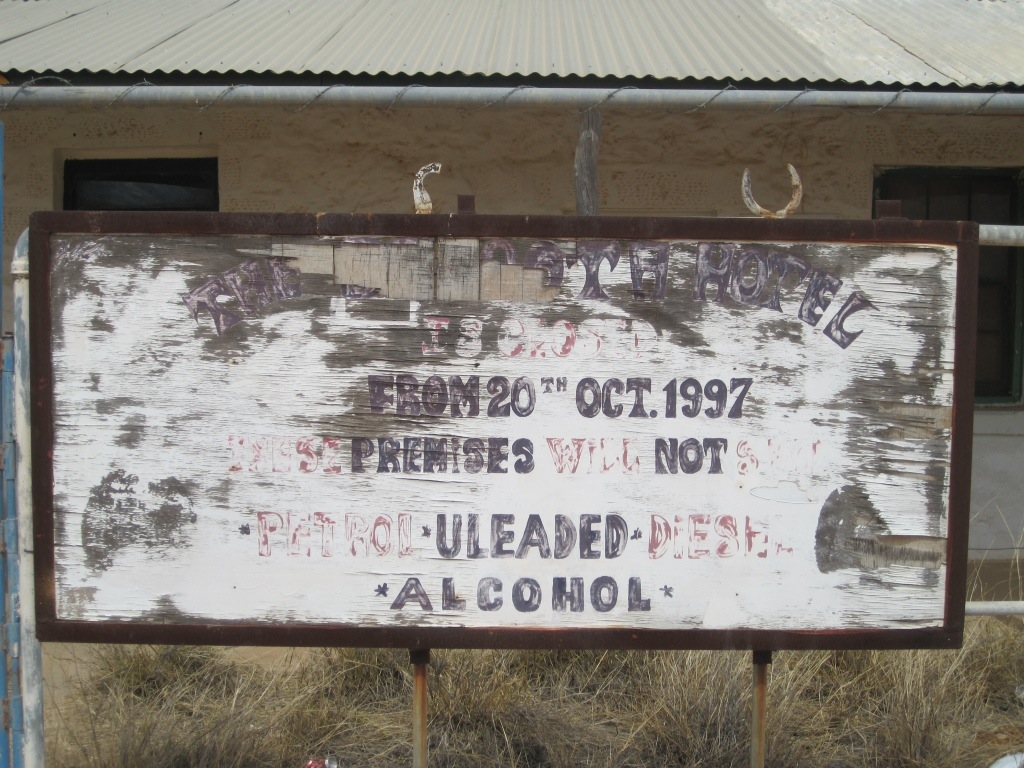 THE HOTEL
IS CLOSED
FROM 20TH OCT. 1997
THESE PREMISES WILL NOT SELL
*PETROL*ULEADED*DIESEL
*ALCOHOL*